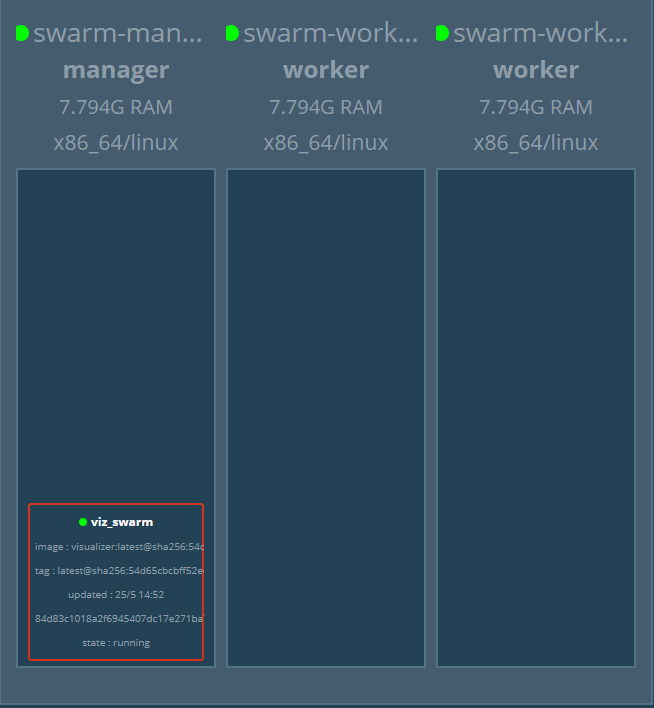 swarm-man...
manager
7.794G RAM
x86_64/linux
swarm-work...
worker
7.794G RAM
x86_64/linux
swarm-work...
worker
7.794G RAM
x86_64/linux
viz_swarm
image : visualizer:latest@sha256:54d
tag : latest@sha256:54d65cbcbff52e
updated : 25/5 14:52
84d83c1018a2f6945407dc17e271ba
state : running